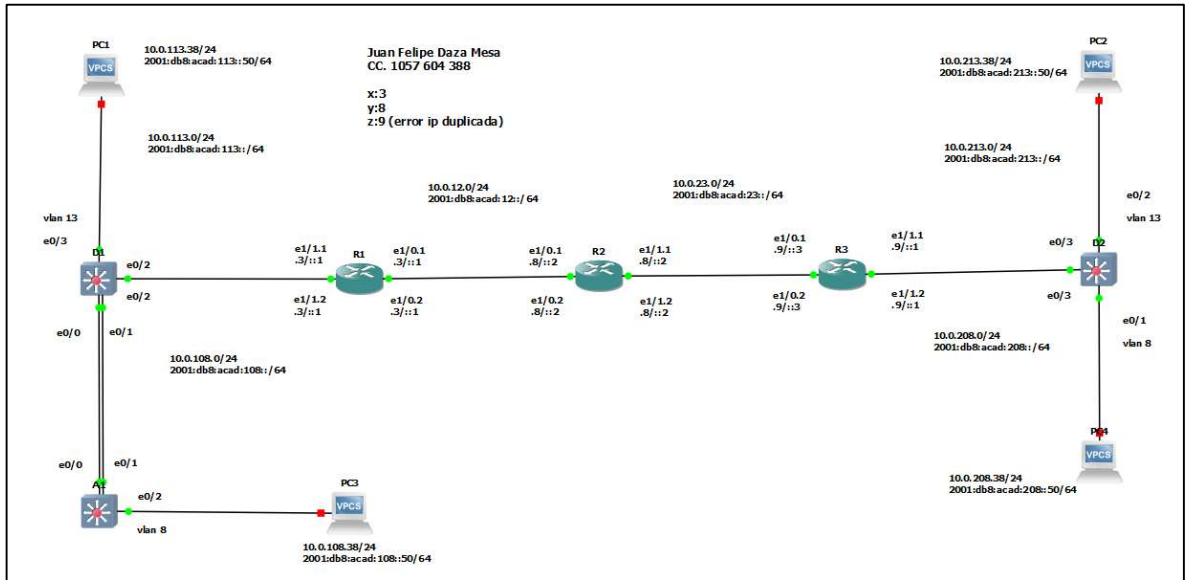 PC1
10.0.113.38/24
2001:db8:acad:113::50/64
VPCS
Juan Felipe Daza Mesa
CC. 1057 604 388
x:3
y:8
z:9 (error ip duplicada)
PC2
10.0.213.38/24
2001:db8:acad:213::50/64
VPCS
10.0.113.0/24
2001:db8:acad:113::/64
10.0.213.0/24
2001:db8:acad:213::/64
10.0.12.0/24
2001:db8:acad:12::/64
10.0.23.0/24
2001:db8:acad:23::/64
vlan 13
e0/3
D1
e0/2
e0/2
e0/0
e0/1
e1/1.1
.3/::1
R1
e1/0.1
.3/::1
e1/1.2
.3/::1
e1/0.2
.3/::1
e1/0.1
.8/::2
R2
e1/1.1
.8/::2
e1/0.2
.8/::2
e1/1.2
.8/::2
e1/0.1
.9/::3
R3
e1/1.1
.9/::1
e1/0.2
.9/::3
e1/1.2
.9/::1
e0/2
vlan 13
e0/3
D2
e0/3
e0/1
vlan 8
10.0.108.0/24
2001:db8:acad:108::/64
10.0.208.0/24
2001:db8:acad:208::/64
e0/0
e0/1
A1
e0/2
vlan 8
PC3
VPCS
10.0.108.38/24
2001:db8:acad:108::50/64
PC4
VPCS
10.0.208.38/24
2001:db8:acad:208::50/64